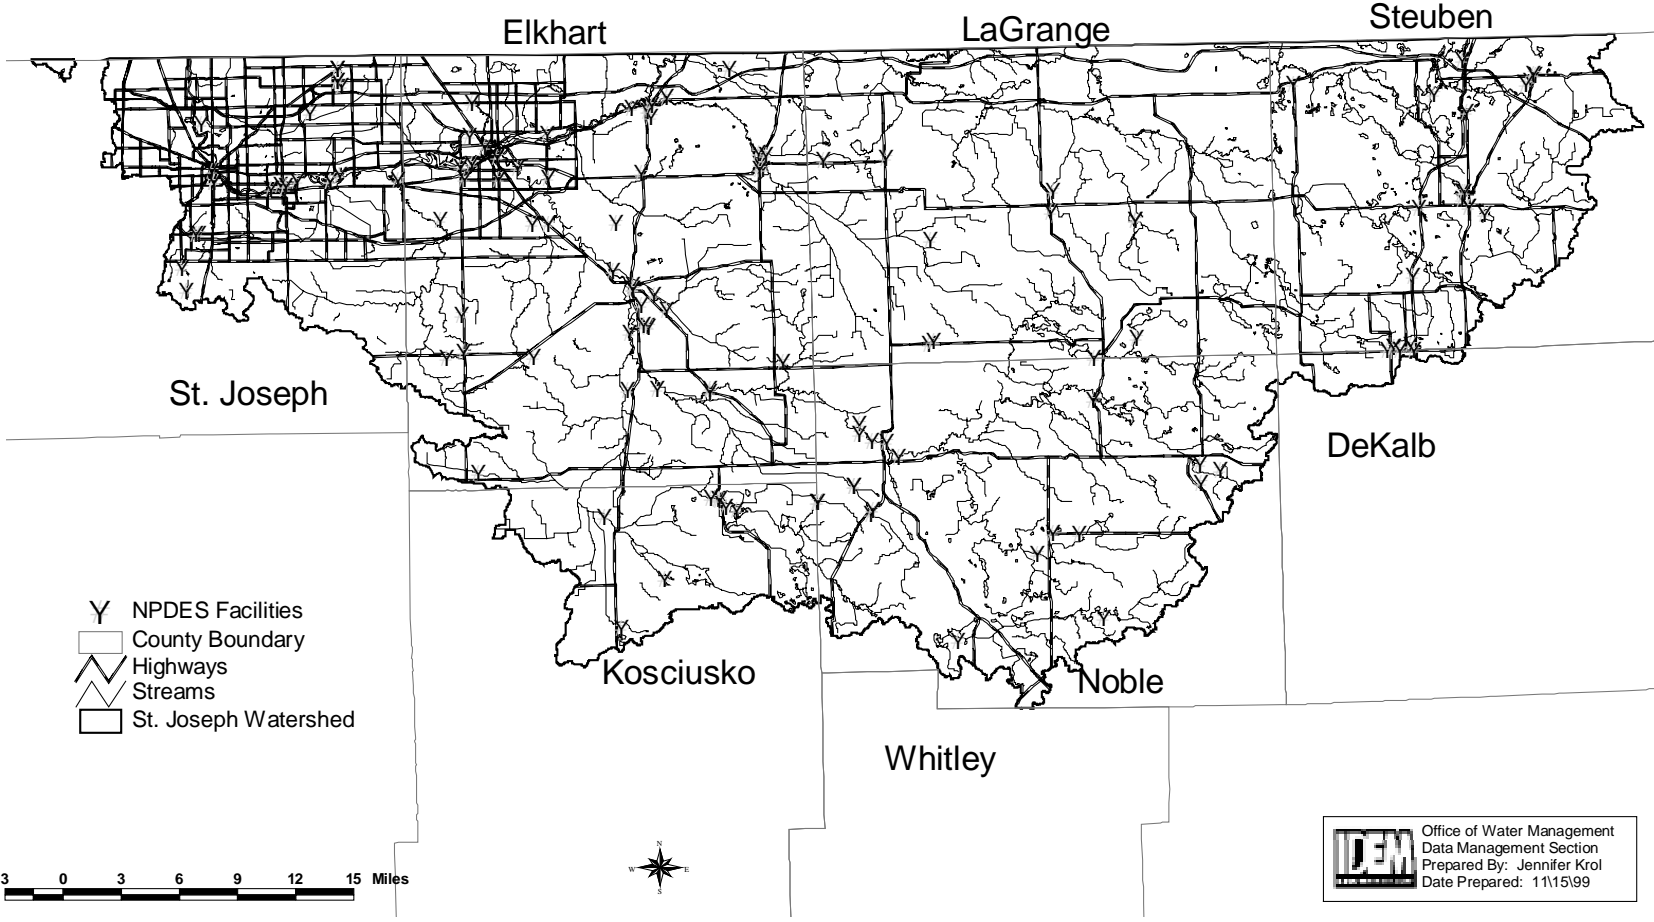 Elkhart
LaGrange
Steuben
St. Joseph
DeKalb
Kosciusko
Noble
Whitley
Y NPDES Facilities
County Boundary
Highways
Streams
St. Joseph Watershed
3 0 3 6 9 12 15 Miles
N
W E
S
IDEM
Office of Water Management
Data Management Section
Prepared By: Jennifer Krol
Date Prepared: 11\15\99